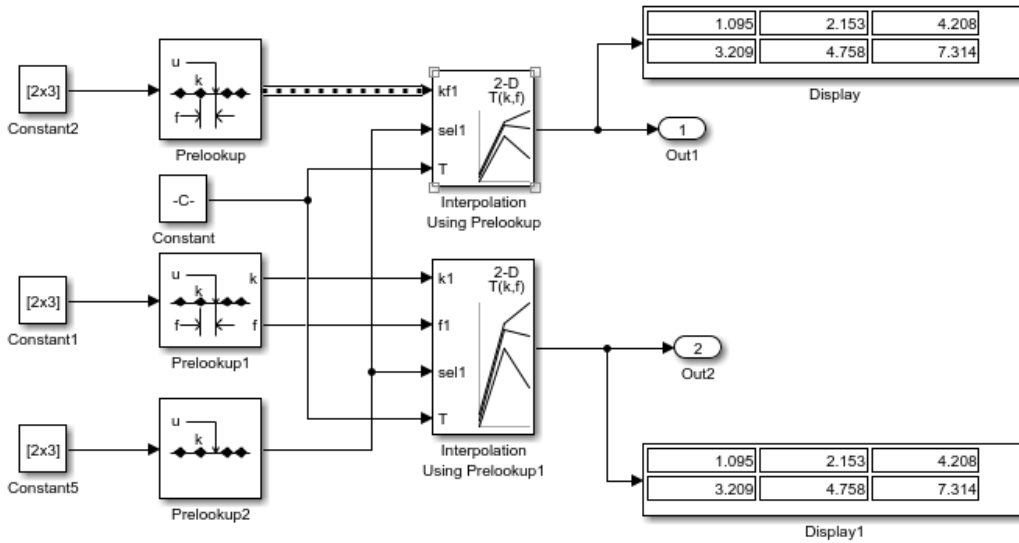 1.095 2.153 4.208
3.209 4.758 7.314
Display
[2x3]
Constant2
u
k
f
Prelookup
kf1
sel1
T
2-D
T(k,f)
Interpolation
Using Prelookup
1
Out1
-C-
Constant
[2x3]
Constant1
u
k
f
k
f
Prelookup1
k1
f1
sel1
T
2-D
T(k,f)
Interpolation
Using Prelookup1
2
Out2
[2x3]
Constant5
u
k
Prelookup2
1.095 2.153 4.208
3.209 4.758 7.314
Display1